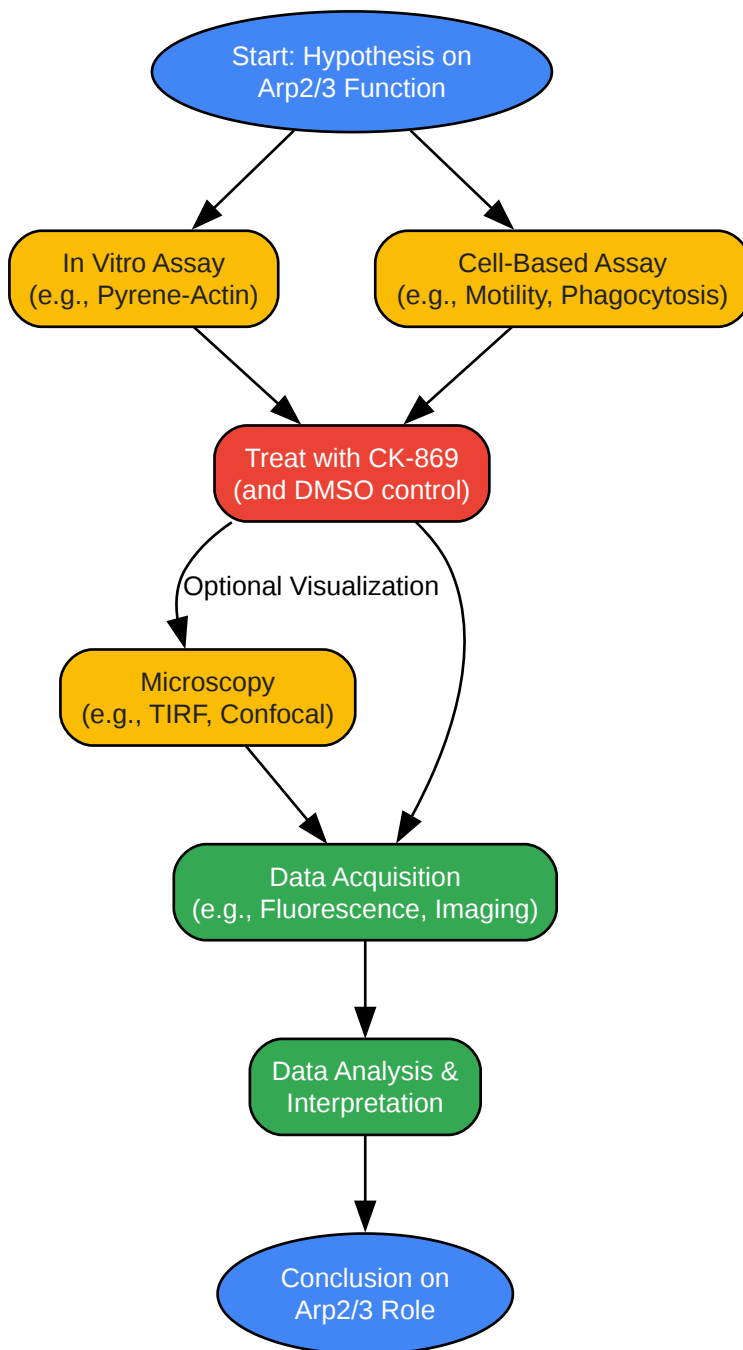 Start: Hypothesis on
Arp2/3 Function
In Vitro Assay
(e.g., Pyrene-Actin)
Cell-Based Assay
(e.g., Motility, Phagocytosis)
Treat with CK-869
(and DMSO control)
Optional Visualization
Microscopy
(e.g., TIRF, Confocal)
Data Acquisition
(e.g., Fluorescence, Imaging)
Data Analysis &
Interpretation
Conclusion on
Arp2/3 Role